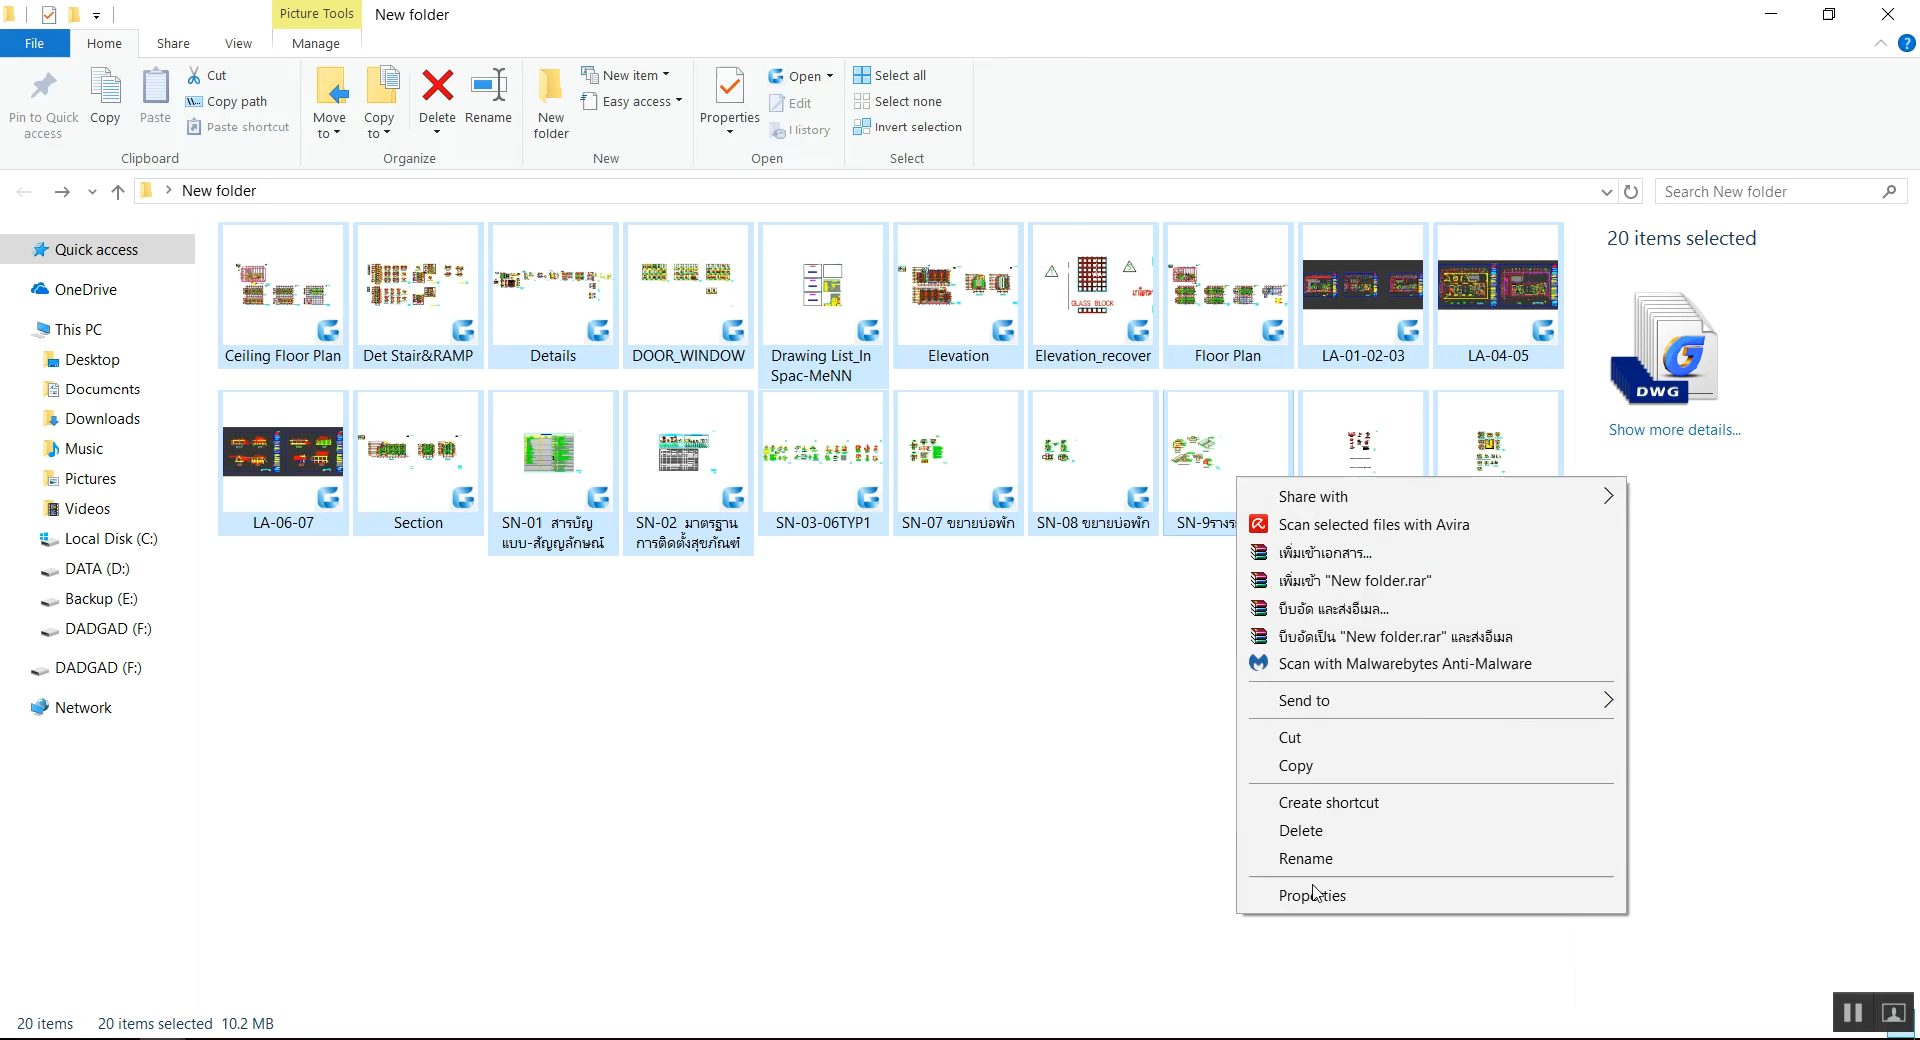 Picture Tools
New folder
File
Home
Share
View
Manage
Pin to Quick
access
Copy
Paste
Cut
Copy path
Paste shortcut
Clipboard
Move
to
Copy
to
Delete
Rename
Organize
New
folder
New item
Easy access
New
Properties
Open
Edit
History
Open
Select all
Select none
Invert selection
Select
New folder
Search New folder
Quick access
OneDrive
This PC
Desktop
Documents
Downloads
Music
Pictures
Videos
Local Disk (C:)
DATA (D:)
Backup (E:)
DADGAD (F:)
DADGAD (F:)
Network
GLASS BLOCK
Ceiling Floor Plan
Det Stair&RAMP
Details
DOOR_WINDOW
Drawing List_In
Spac-MeNN
Elevation
Elevation_recover
Floor Plan
LA-01-02-03
LA-04-05
LA-06-07
Section
SN-01 สารบัญ
แบบ-สัญญลักษณ์
SN-02 มาตรฐาน
การติดตั้งสุขภัณฑ์
SN-03-06TYP1
SN-07 ขยายบ่อพัก
SN-08 ขยายบ่อพัก
20 items selected
DWG
Show more details...
Share with
Scan selected files with Avira
เพิ่มเข้าเอกสาร...
เพิ่มเข้า "New folder.rar"
บีบอัด และส่งอีเมล...
บีบอัดเป็น "New folder.rar" และส่งอีเมล
Scan with Malwarebytes Anti-Malware
Send to
Cut
Copy
Create shortcut
Delete
Rename
Properties
20 items
20 items selected 10.2 MB